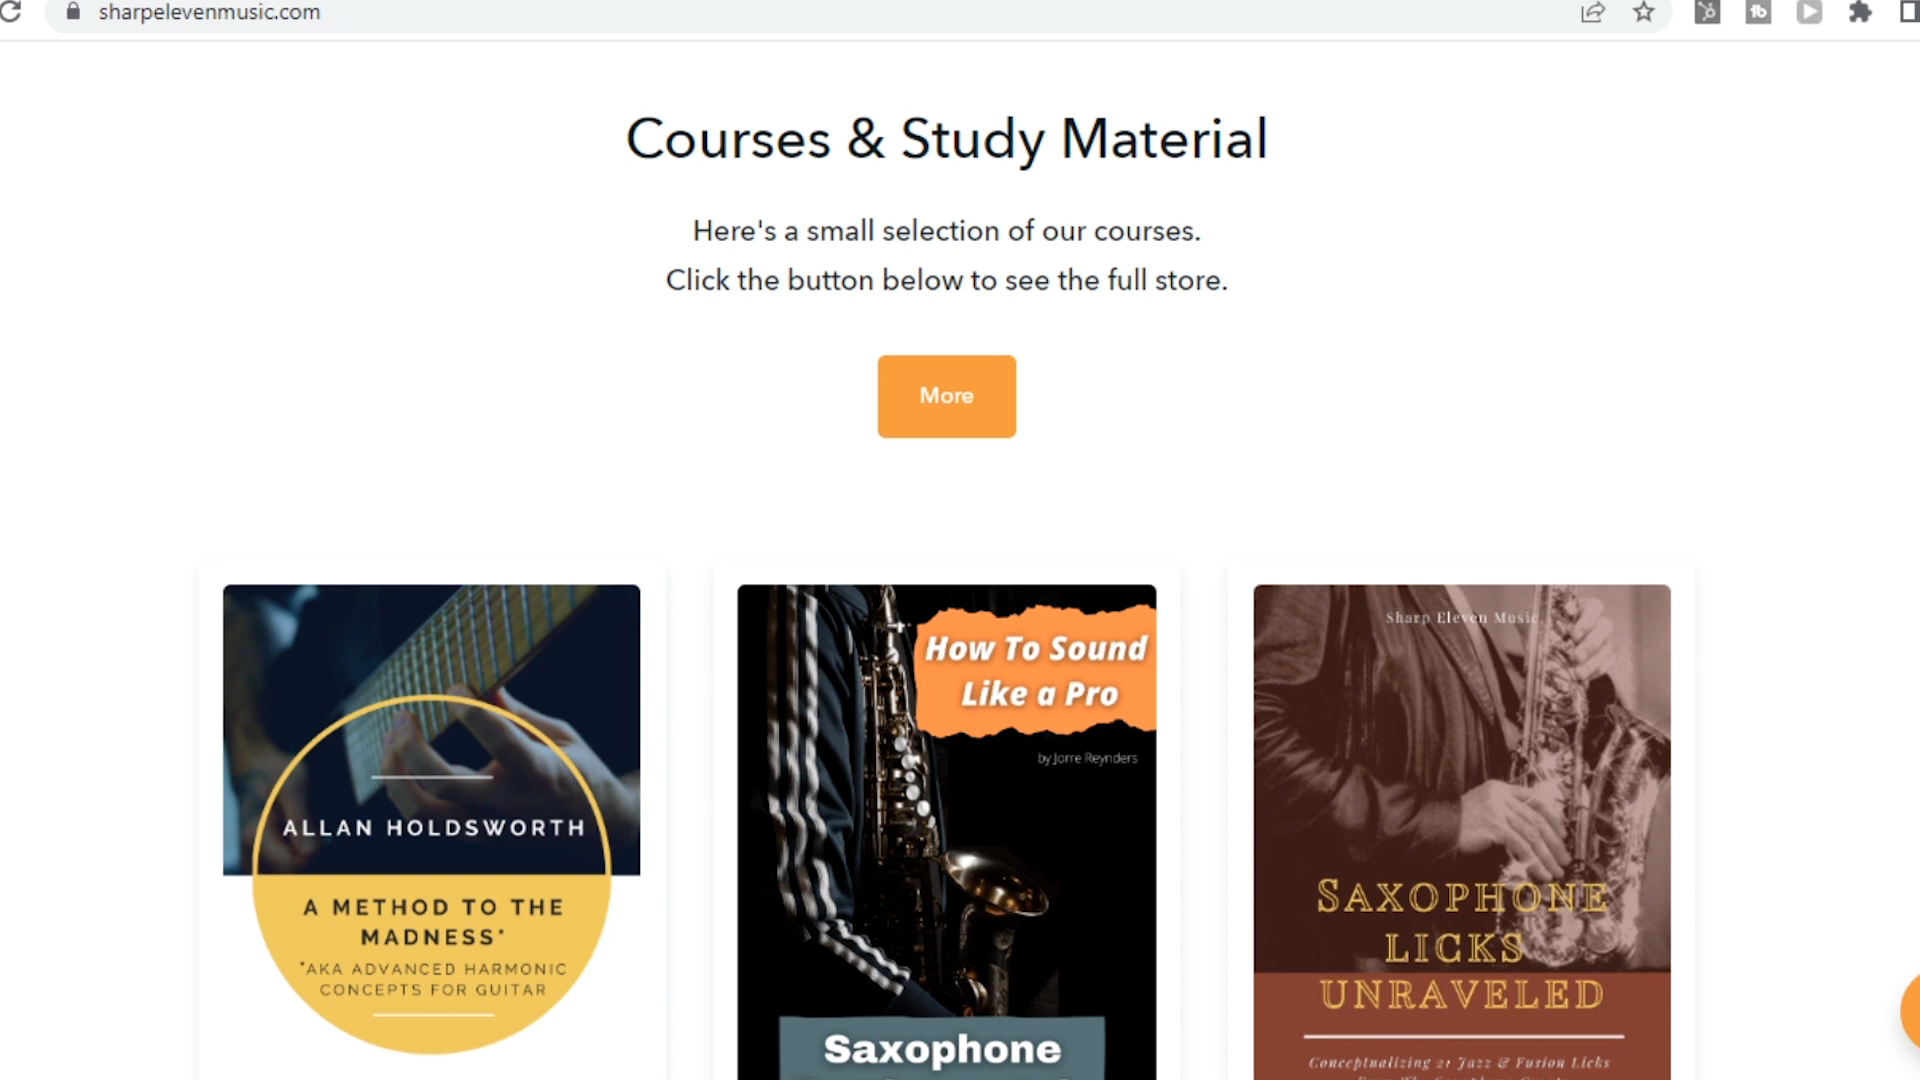 sharpelevenmusic.com
Courses & Study Material
Here's a small selection of our courses.
Click the button below to see the full store.
More
ALLAN HOLDSWORTH
A METHOD TO THE
MADNESS*
*AKA ADVANCED HARMONIC
CONCEPTS FOR GUITAR
How To Sound
Like a Pro
by Jorre Reynders
Saxophone
Sharp Eleven Music
SAXOPHONE
LICKS
UNRAVELED
Conceptualizing 21 Jazz & Fusion Licks